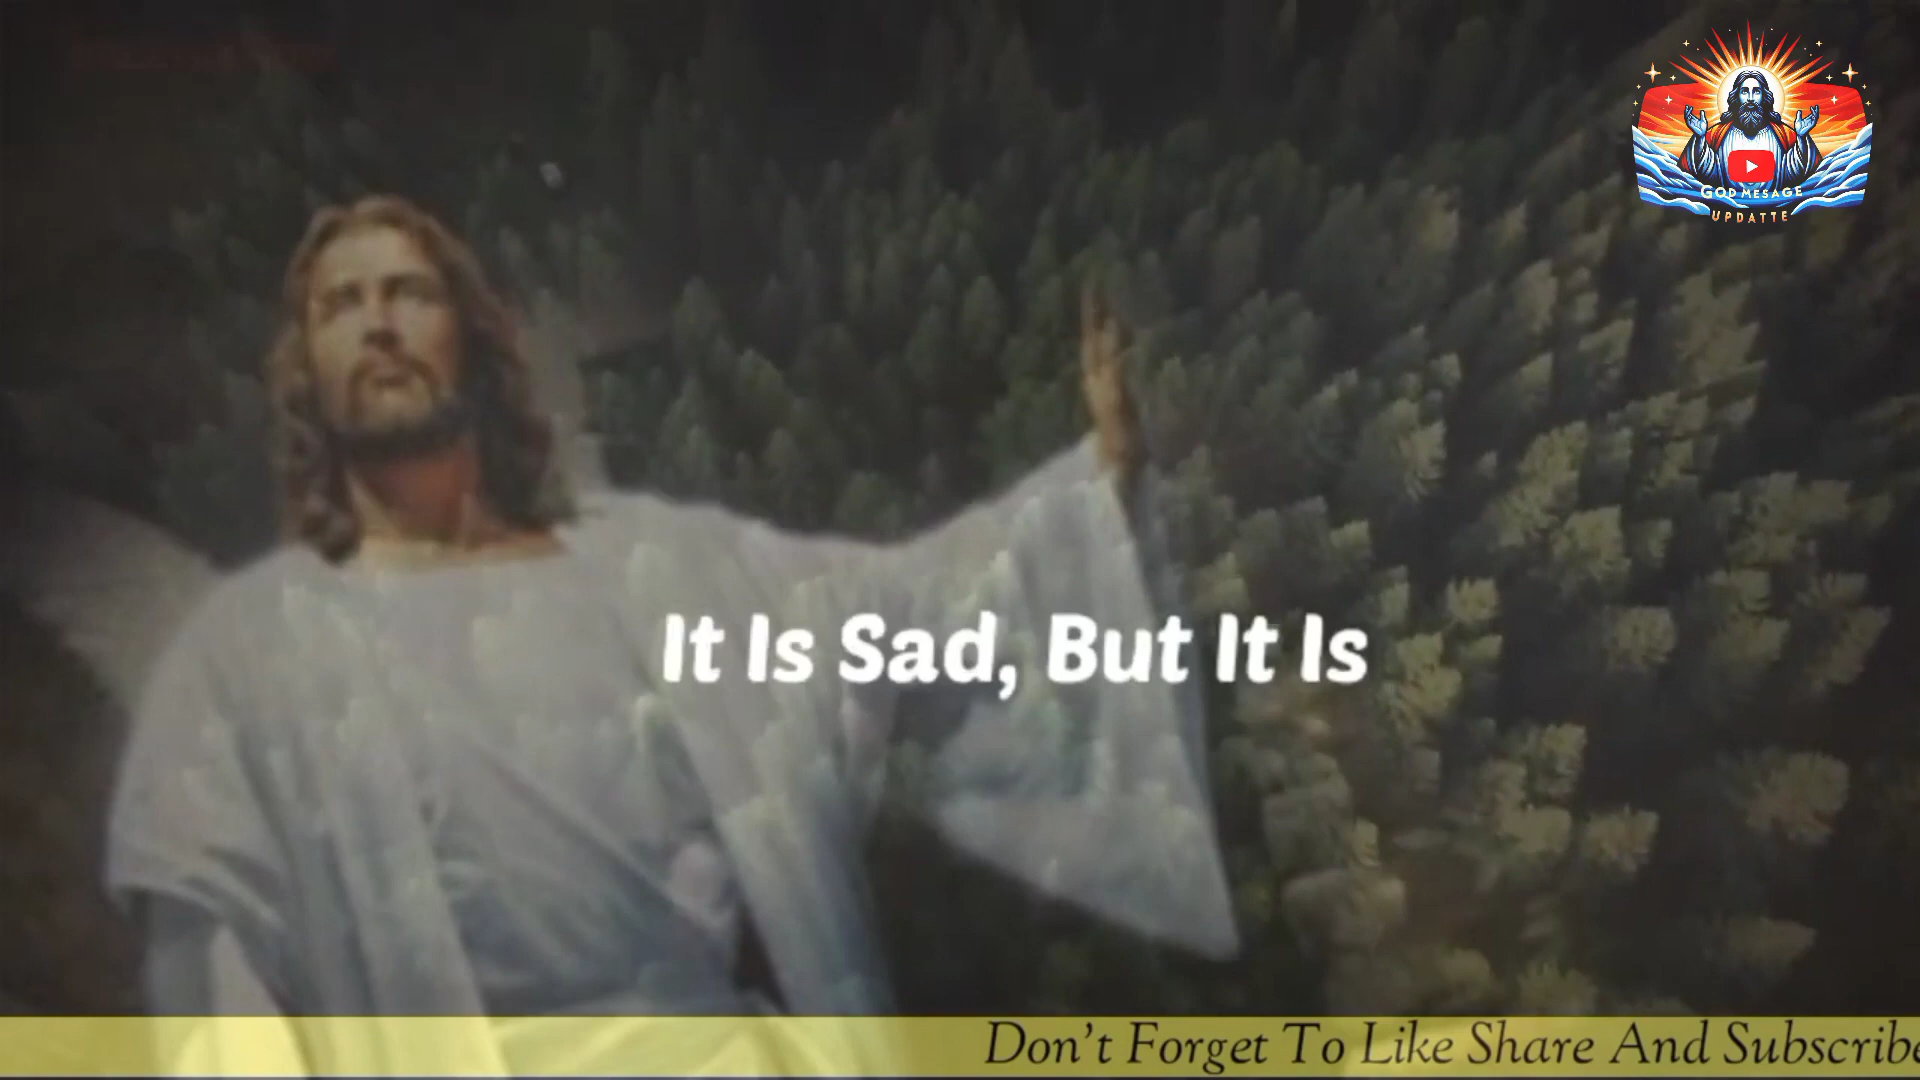 GOD MESAGE
UPDATTE
It Is Sad, But It Is
Don't Forget To Like Share And Subscribe